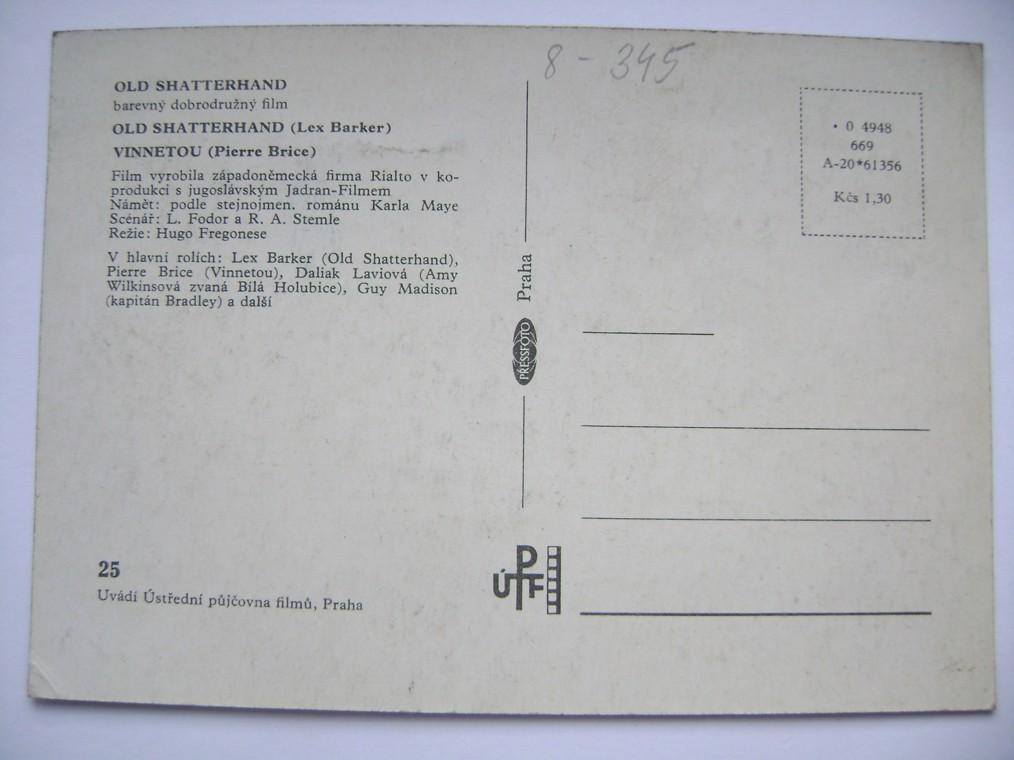 8 - 345
OLD SHATTERHAND
barevný dobrodružný film
OLD SHATTERHAND (Lex Barker)
VINNETOU (Pierre Brice)
Film vyrobila západoněmecká firma Rialto v ko-
produkci s jugoslávským Jadran-Filmem
Námět: podle stejnojmen. románu Karla Maye
Scénář: L. Fodor a R. A. Stemle
Režie: Hugo Fregonese
V hlavní rolích: Lex Barker (Old Shatterhand),
Pierre Brice (Vinnetou), Daliak Laviová (Amy
Wilkinsová zvaná Bílá Holubice), Guy Madison
(kapitán Bradley) a další
25
Uvádí Ústřední půjčovna filmů, Praha
PRESSFOTO Praha
ÚPF
• 0 4948
669
A-20*61356
Kčs 1,30